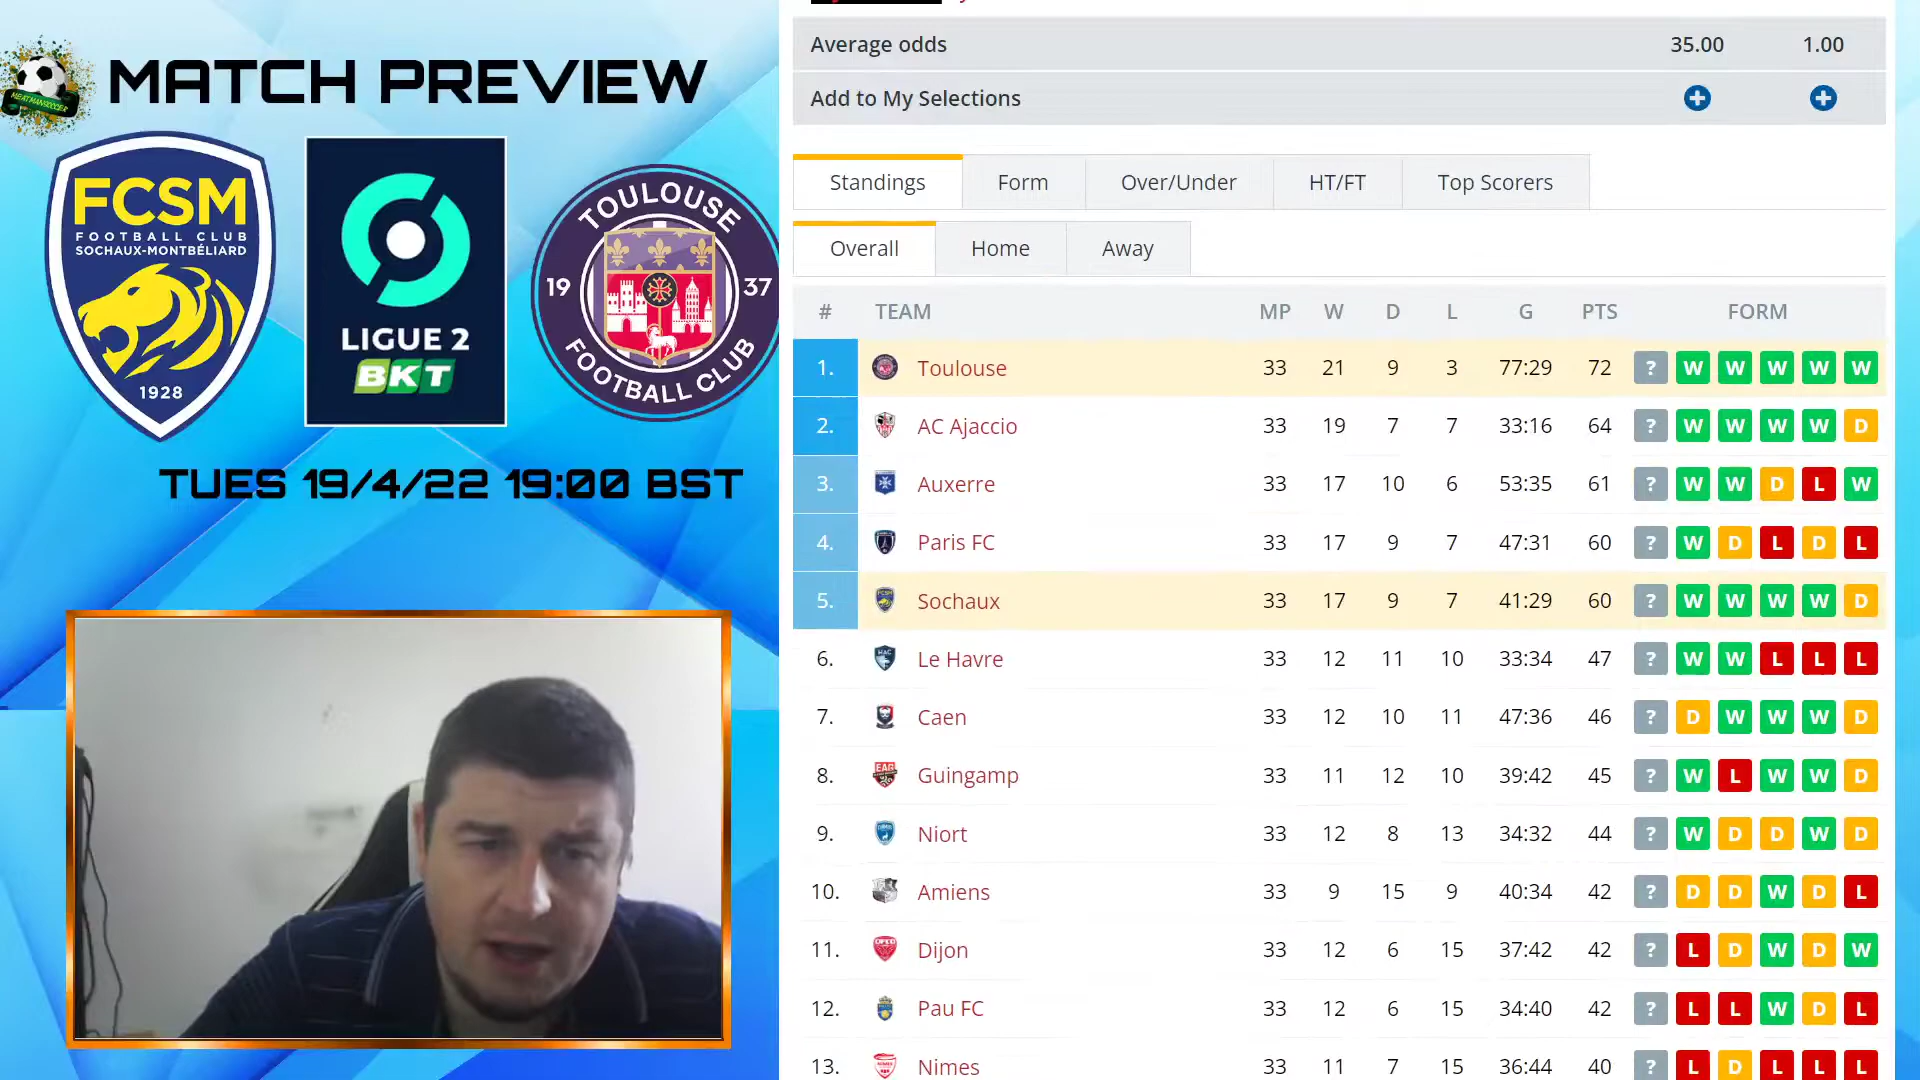 MATCH PREVIEW
MEATMANSOCCER
FCSM
FOOTBALL CLUB
SOCHAUX-MONTBÉLIARD
1928
LIGUE 2
BKT
TOULOUSE
19 37
FOOTBALL CLUB
TUES 19/4/22 19:00 BST
Average odds 35.00 1.00
Add to My Selections
Standings Form Over/Under HT/FT Top Scorers
Overall Home Away
# TEAM MP W D L G PTS FORM
1. Toulouse 33 21 9 3 77:29 72 ? W W W W W
2. AC Ajaccio 33 19 7 7 33:16 64 ? W W W W D
3. Auxerre 33 17 10 6 53:35 61 ? W W D L W
4. Paris FC 33 17 9 7 47:31 60 ? W D L D L
5. Sochaux 33 17 9 7 41:29 60 ? W W W W D
6. Le Havre 33 12 11 10 33:34 47 ? W W L L L
7. Caen 33 12 10 11 47:36 46 ? D W W W D
8. Guingamp 33 11 12 10 39:42 45 ? W L W W D
9. Niort 33 12 8 13 34:32 44 ? W D D W D
10. Amiens 33 9 15 9 40:34 42 ? D D W D L
11. Dijon 33 12 6 15 37:42 42 ? L D W D W
12. Pau FC 33 12 6 15 34:40 42 ? L L W D L
13. Nimes 33 11 7 15 36:44 40 ? L D L L L